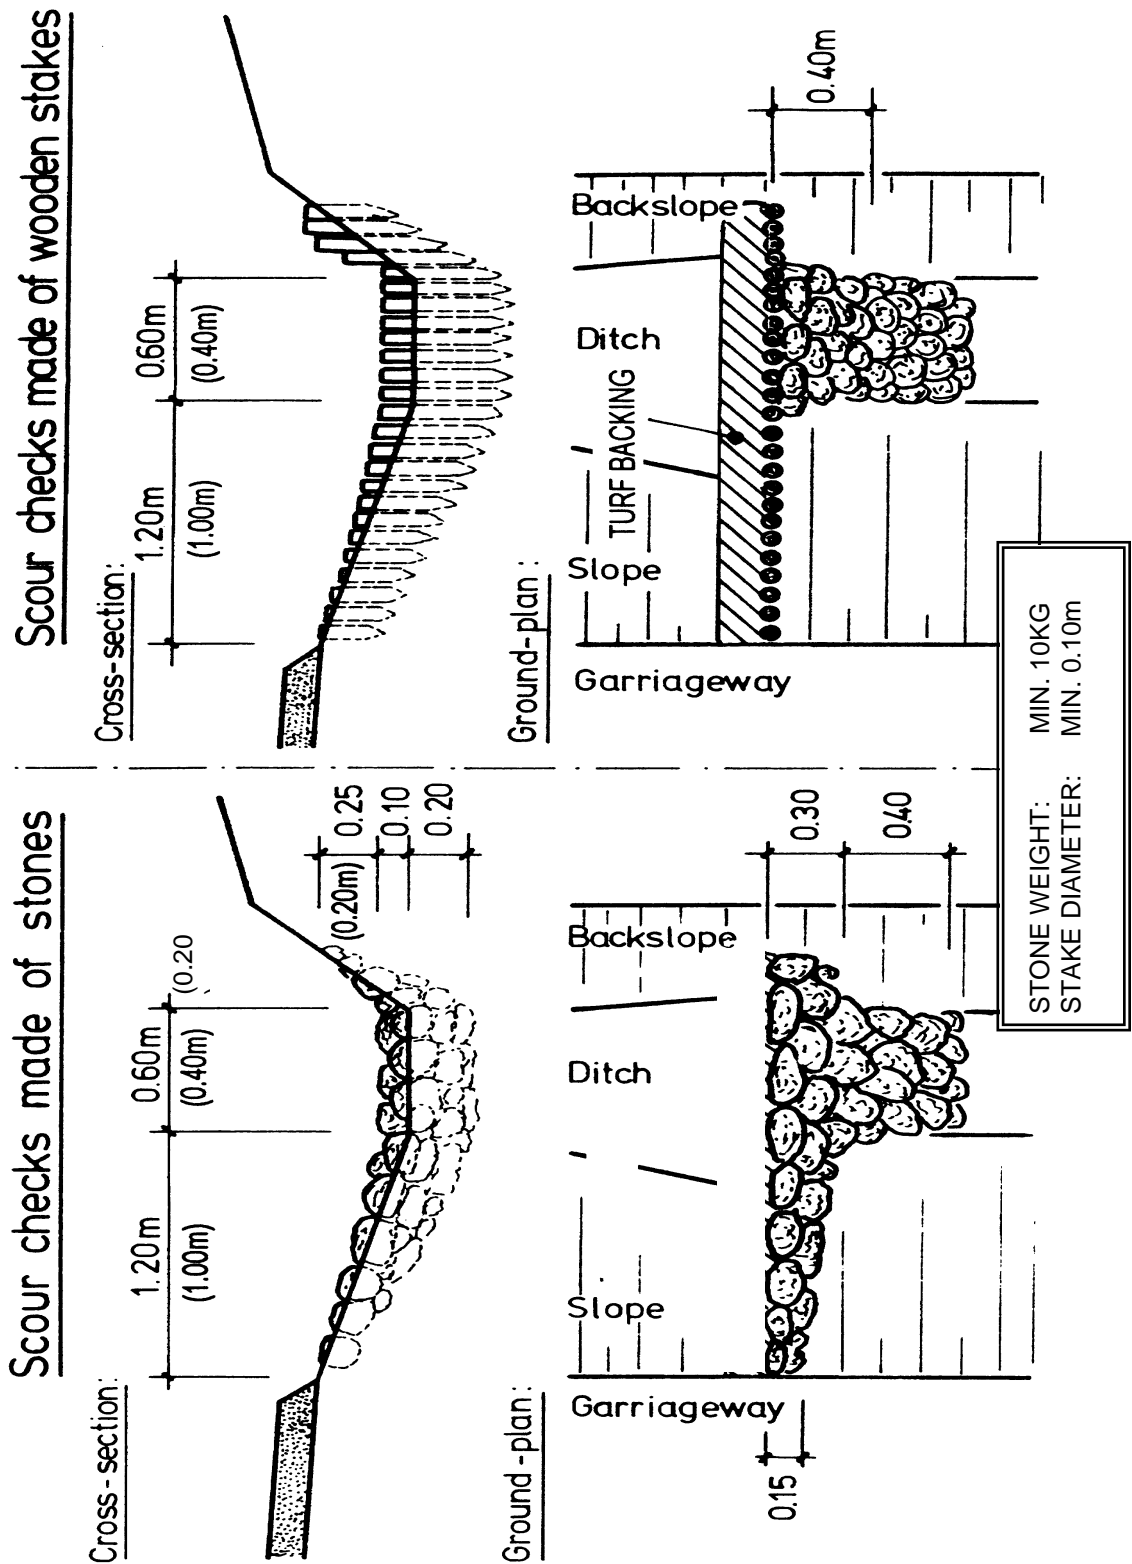 Scour checks made of stones
Cross-section:
1.20m
(1.00m)
0.60m
(0.40m)
(0.20
0.25
(0.20m)
0.10
0.20
Ground-plan:
Garriageway
Slope
Ditch
Backslope
0.15
0.30
0.40
Scour checks made of wooden stakes
Cross-section:
1.20m
(1.00m)
0.60m
(0.40m)
Ground-plan:
Garriageway
Slope
TURF BACKING
Ditch
Backslope
0.40m
STONE WEIGHT: MIN. 10KG
STAKE DIAMETER: MIN. 0.10m